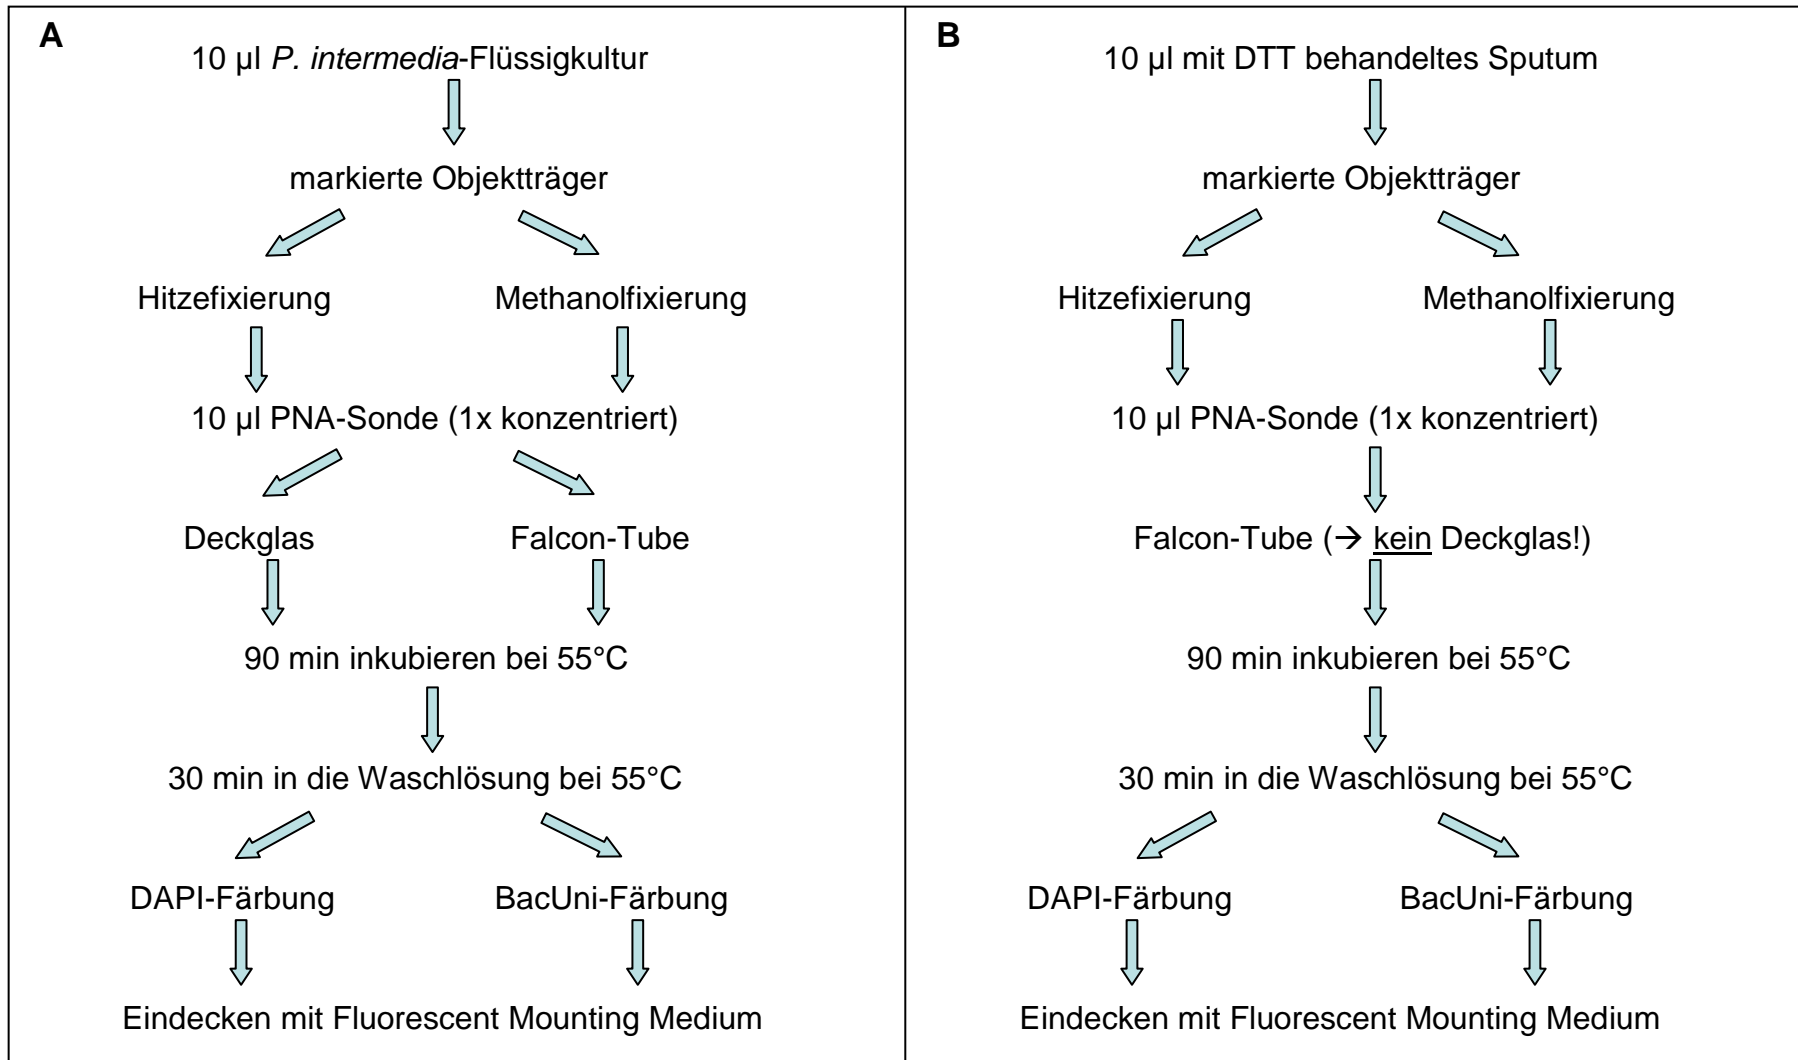 A
10 µl P. intermedia-Flüssigkultur
markierte Objektträger
Hitzefixierung Methanolfixierung
10 µl PNA-Sonde (1x konzentriert)
Deckglas Falcon-Tube
90 min inkubieren bei 55°C
30 min in die Waschlösung bei 55°C
DAPI-Färbung BacUni-Färbung
Eindecken mit Fluorescent Mounting Medium
B
10 µl mit DTT behandeltes Sputum
markierte Objektträger
Hitzefixierung Methanolfixierung
10 µl PNA-Sonde (1x konzentriert)
Falcon-Tube (→ kein Deckglas!)
90 min inkubieren bei 55°C
30 min in die Waschlösung bei 55°C
DAPI-Färbung BacUni-Färbung
Eindecken mit Fluorescent Mounting Medium